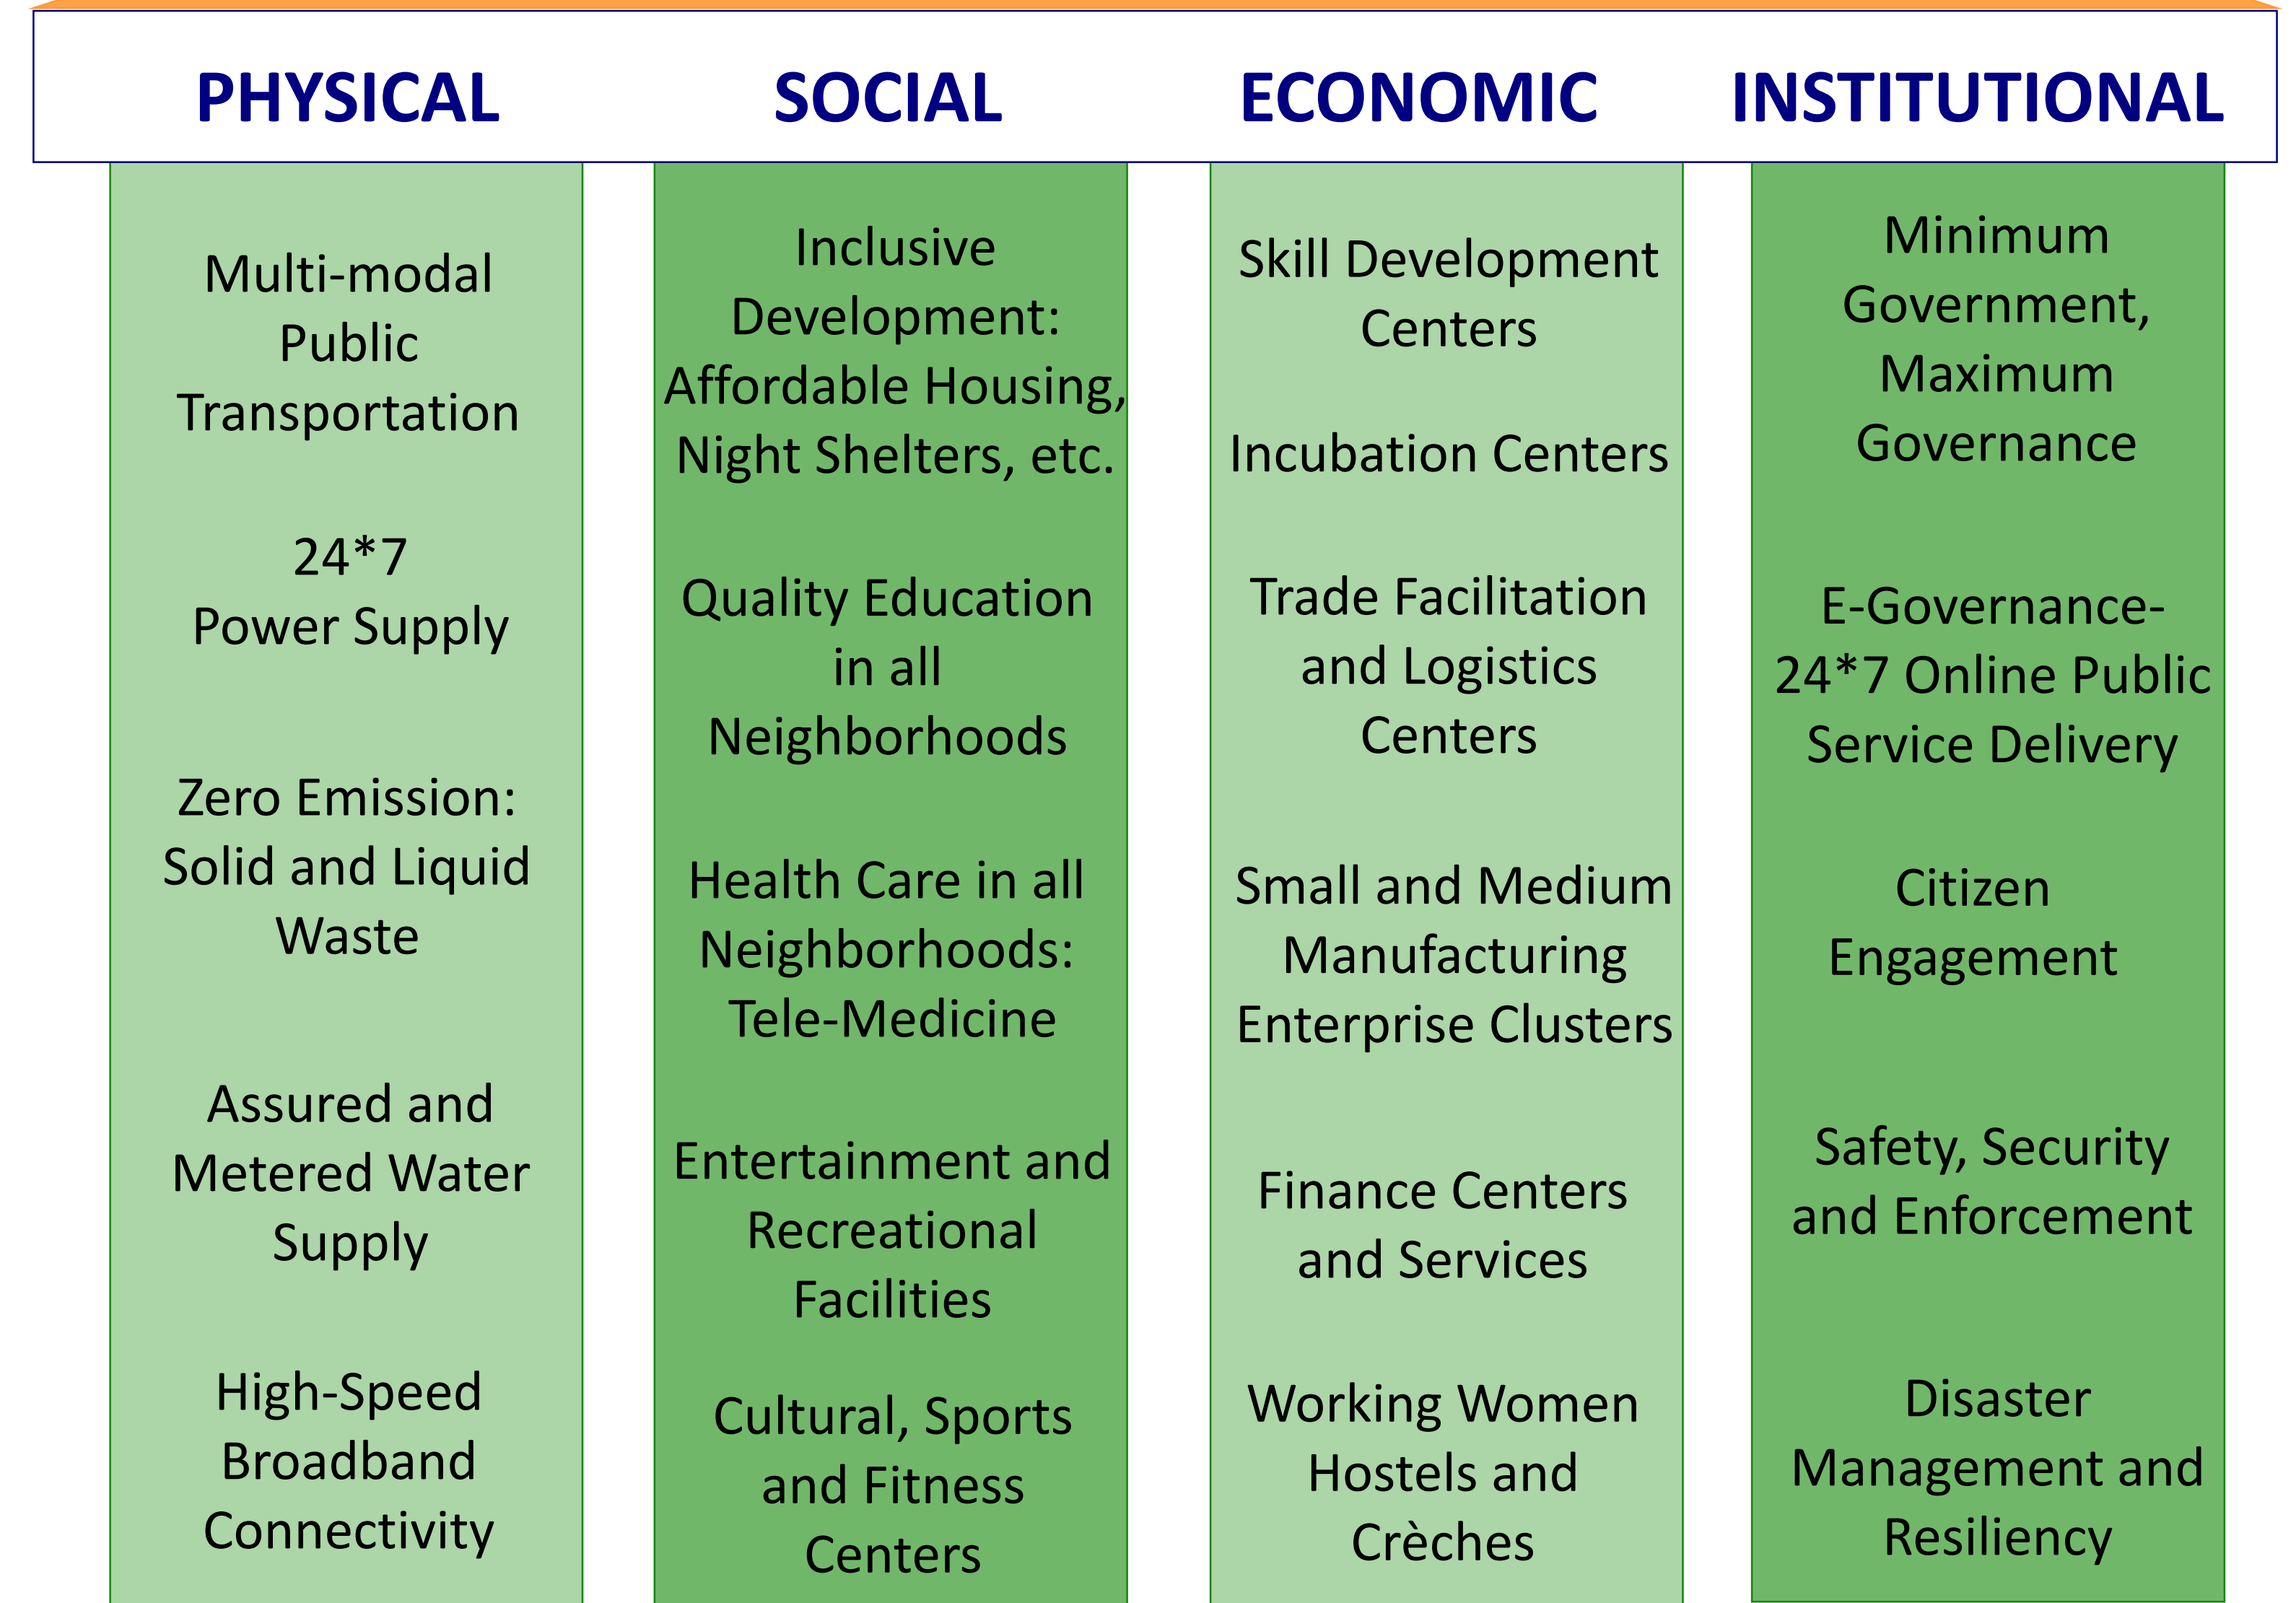 PHYSICAL
SOCIAL
ECONOMIC
INSTITUTIONAL
Multi-modal
Public
Transportation
24*7
Power Supply
Zero Emission:
Solid and Liquid
Waste
Assured and
Metered Water
Supply
High-Speed
Broadband
Connectivity
Inclusive
Development:
Affordable Housing,
Night Shelters, etc.
Quality Education
in all
Neighborhoods
Health Care in all
Neighborhoods:
Tele-Medicine
Entertainment and
Recreational
Facilities
Cultural, Sports
and Fitness
Centers
Skill Development
Centers
Incubation Centers
Trade Facilitation
and Logistics
Centers
Small and Medium
Manufacturing
Enterprise Clusters
Finance Centers
and Services
Working Women
Hostels and
Crèches
Minimum
Government,
Maximum
Governance
E-Governance-
24*7 Online Public
Service Delivery
Citizen
Engagement
Safety, Security
and Enforcement
Disaster
Management and
Resiliency